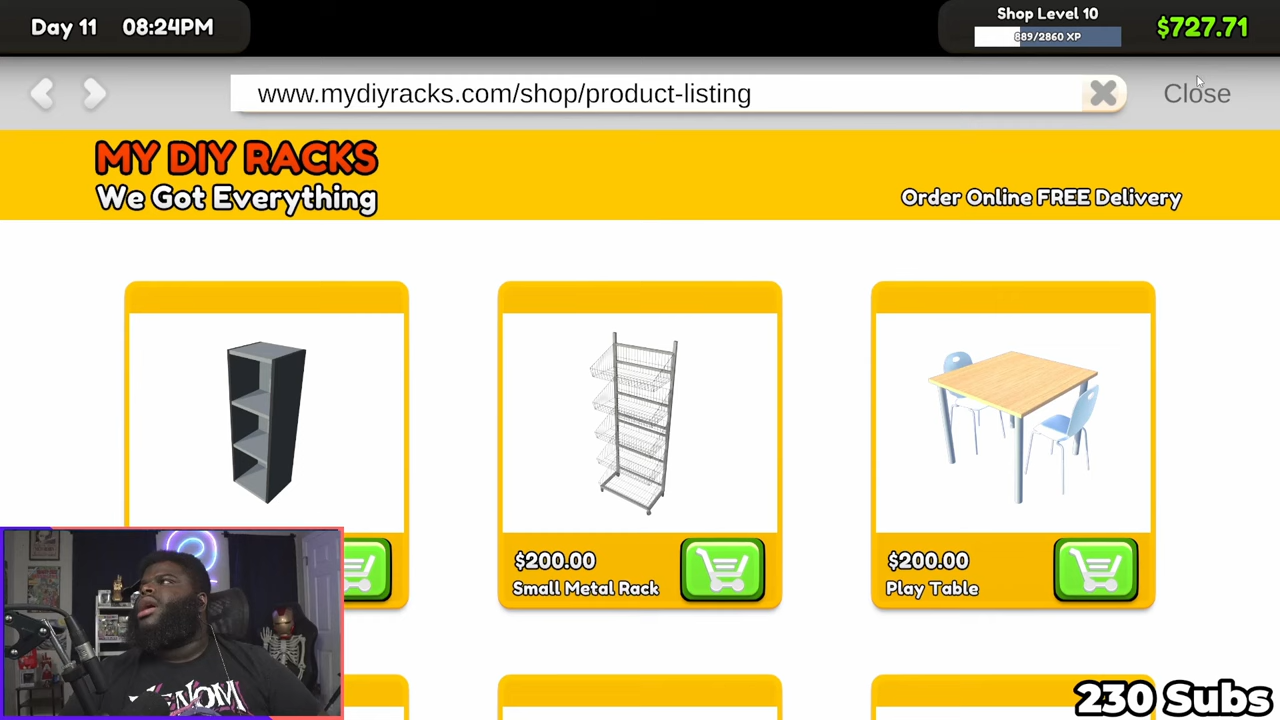 Day 11 08:24PM
Shop Level 10
889/2860 XP
$727.71
www.mydiyracks.com/shop/product-listing
Close
MY DIY RACKS
We Got Everything
Order Online FREE Delivery
$200.00
Small Metal Rack
$200.00
Play Table
VENOM
230 Subs